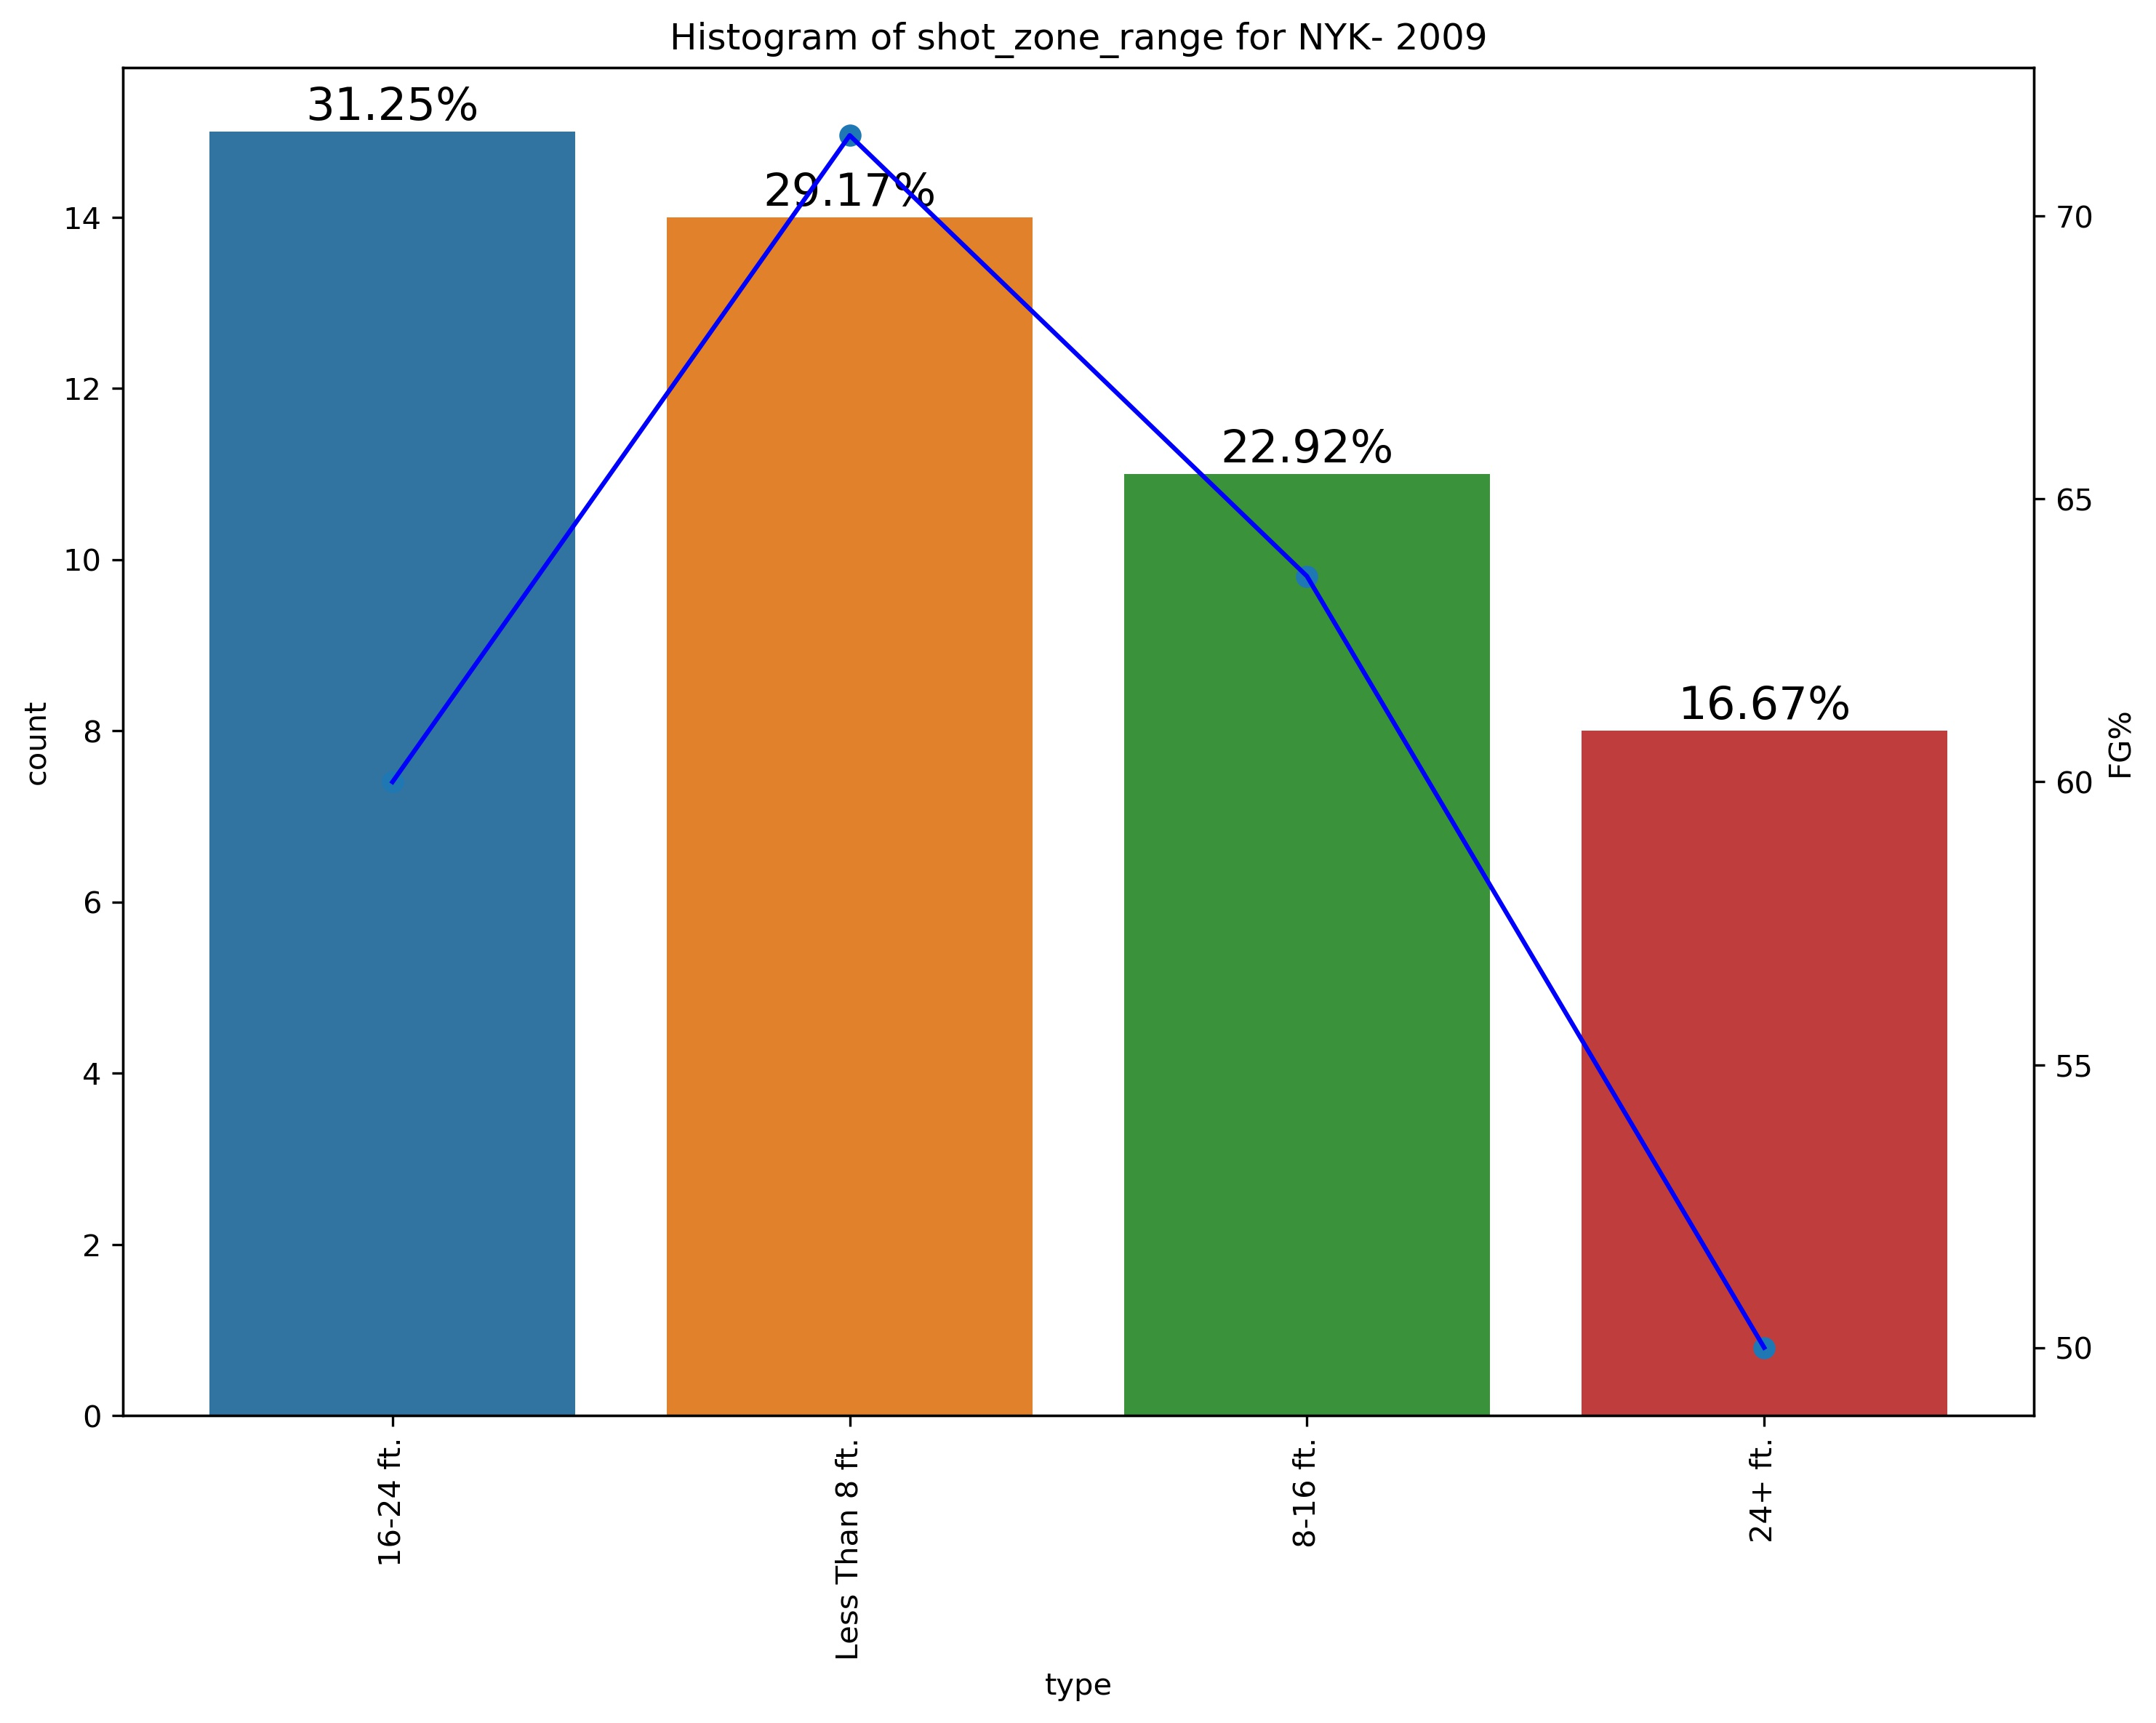 Histogram of shot_zone_range for NYK- 2009
31.25%
29.17%
22.92%
16.67%
14
12
10
8
6
4
2
0
count
70
65
60
55
50
FG%
16-24 ft.
Less Than 8 ft.
8-16 ft.
24+ ft.
type